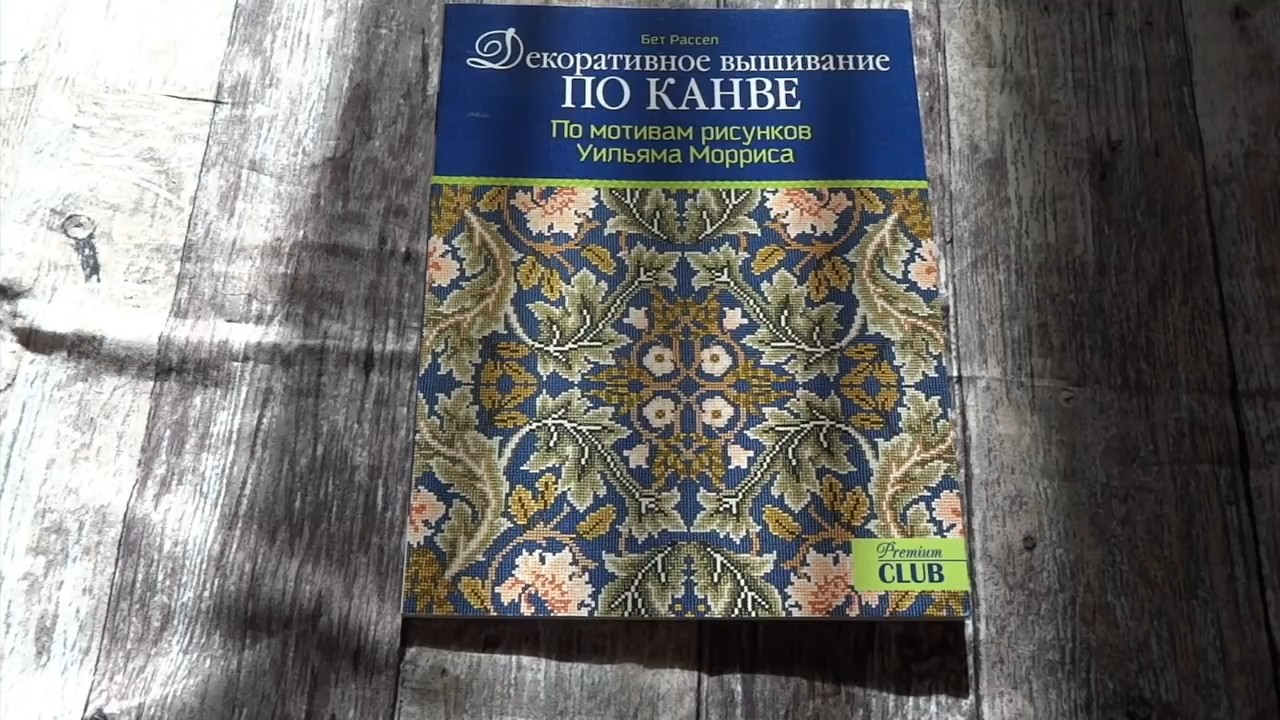 Бет Рассел
Декоративное вышивание
ПО КАНВЕ
По мотивам рисунков
Уильяма Морриса
Premium
CLUB